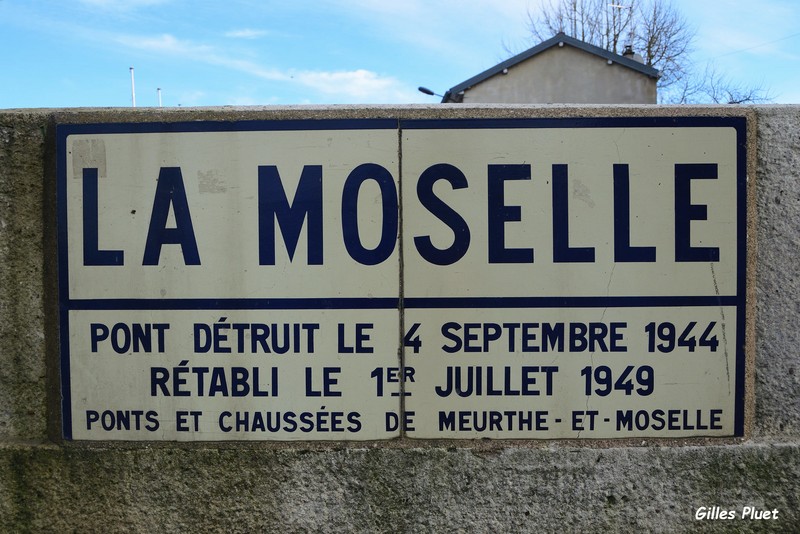 LA MOSELLE
PONT DÉTRUIT LE 4 SEPTEMBRE 1944
RÉTABLI LE 1ER JUILLET 1949
PONTS ET CHAUSSÉES DE MEURTHE-ET-MOSELLE
Gilles Pluet